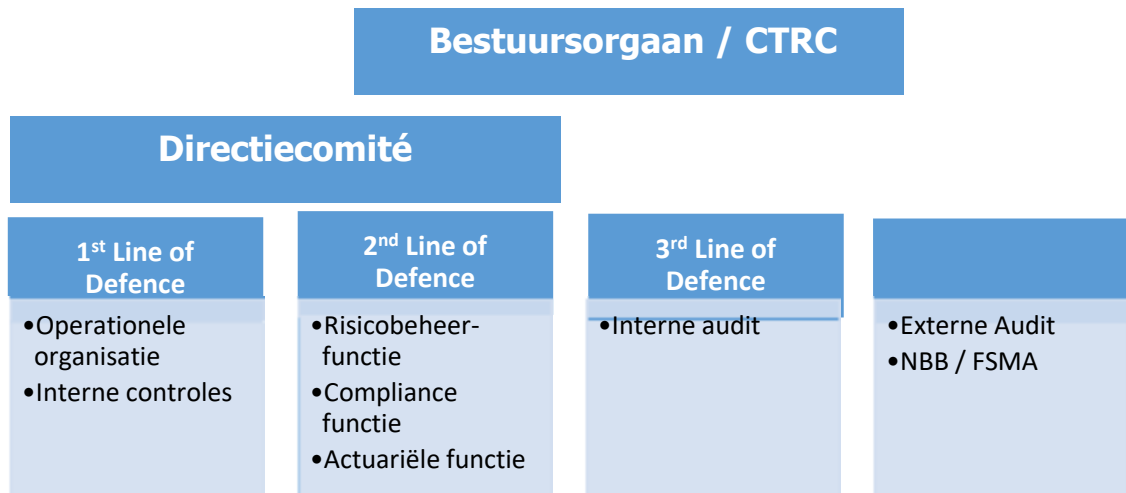 Bestuursorgaan / CTRC
Directiecomité
1st Line of
Defence
•Operationele
organisatie
•Interne controles
2nd Line of
Defence
•Risicobeheer-
functie
•Compliance
functie
•Actuariële functie
3rd Line of
Defence
•Interne audit
•Externe Audit
•NBB / FSMA